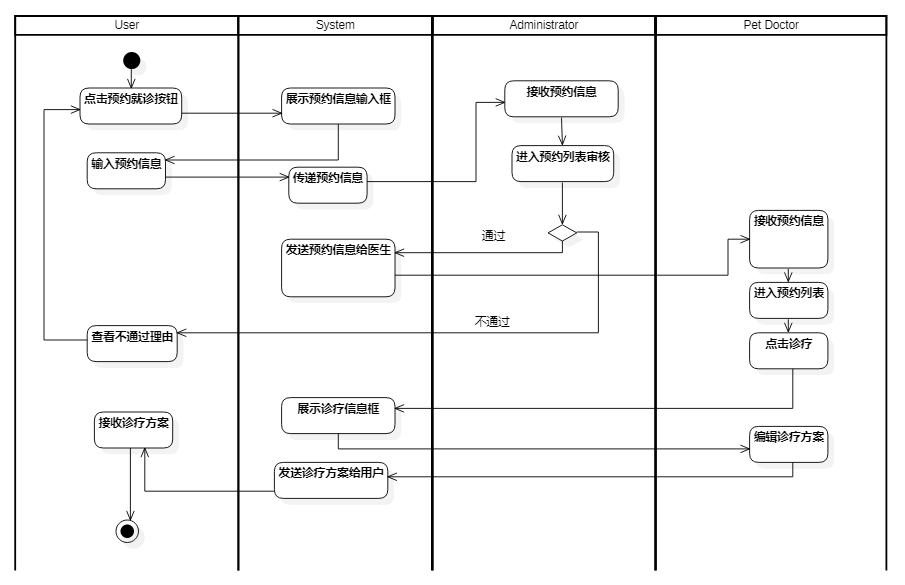 User
System
Administrator
Pet Doctor
点击预约就诊按钮
展示预约信息输入框
接收预约信息
输入预约信息
传递预约信息
进入预约列表审核
通过
发送预约信息给医生
接收预约信息
进入预约列表
不通过
查看不通过理由
点击诊疗
展示诊疗信息框
接收诊疗方案
编辑诊疗方案
发送诊疗方案给用户